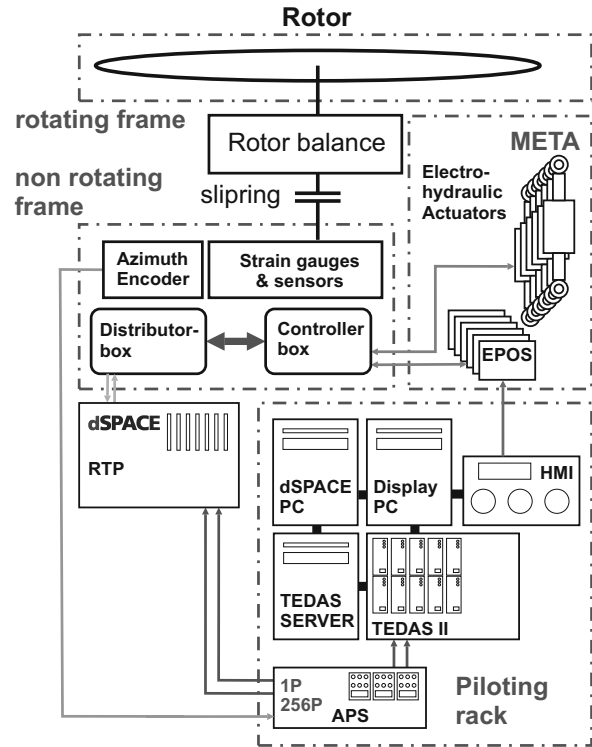 Rotor
rotating frame
Rotor balance
META
non rotating
frame
slipring
Electro-
hydraulic
Actuators
Azimuth
Encoder
Strain gauges
& sensors
Distributor-
box
Controller
box
EPOS
dSPACE
RTP
dSPACE
PC
Display
PC
HMI
TEDAS
SERVER
TEDAS II
1P
256P
APS
Piloting
rack